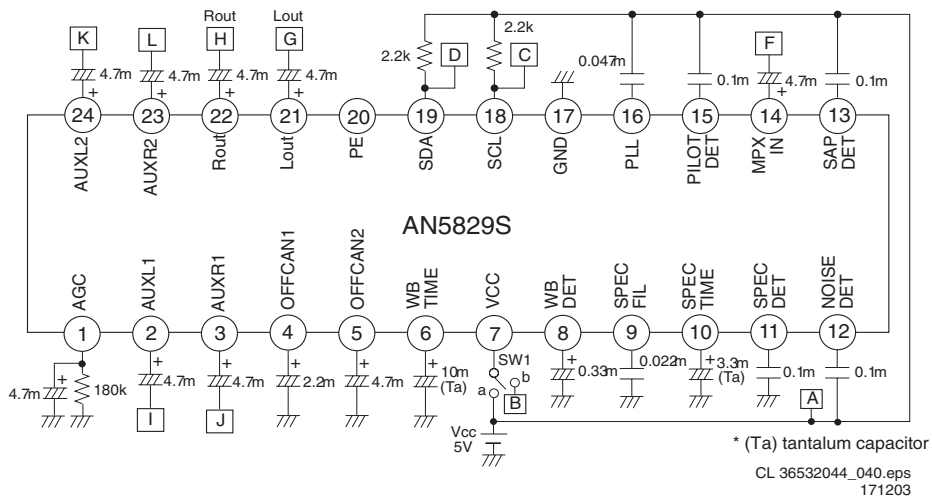 Rout Lout
K L H G 2.2k D 2.2k C F
4.7m 4.7m 4.7m 4.7m 0.047m 0.1m 4.7m 0.1m
+ + + + +
24 23 22 21 20 19 18 17 16 15 14 13
AUXL2 AUXR2 Rout Lout PE SDA SCL GND PLL PILOT DET MPX IN SAP DET
AN5829S
AGC AUXL1 AUXR1 OFFCAN1 OFFCAN2 WB TIME VCC WB DET SPEC FIL SPEC TIME SPEC DET NOISE DET
1 2 3 4 5 6 7 8 9 10 11 12
+ + + + + + + +
4.7m 180k 4.7m 4.7m 2.2m 4.7m 10m (Ta) SW1 a b 0.33m 0.022m 3.3m (Ta) 0.1m 0.1m
I J B A
Vcc
5V
* (Ta) tantalum capacitor
CL 36532044_040.eps
171203